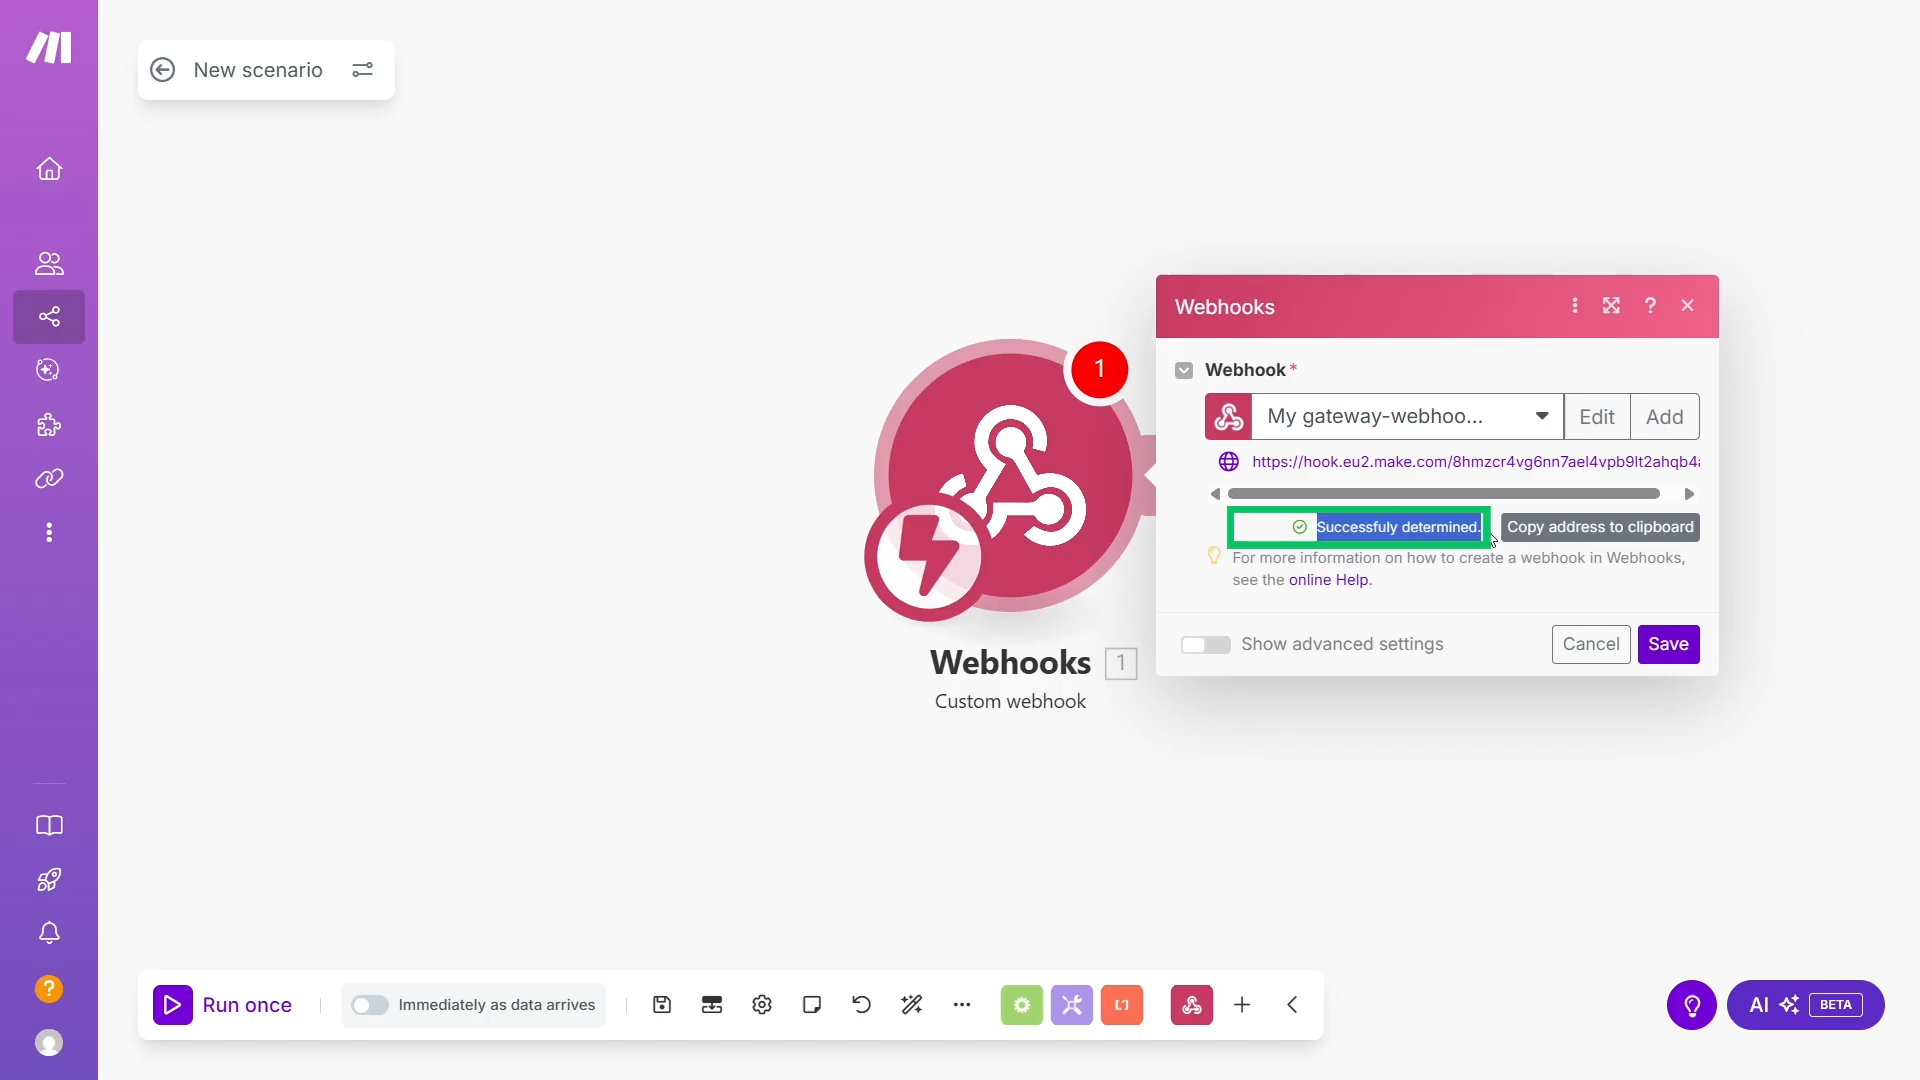 New scenario
Webhooks
Webhook *
My gateway-webhoo...
Edit
Add
https://hook.eu2.make.com/8hmzcr4vg6nn7ael4vpb9lt2ahqb4
Successfuly determined.
Copy address to clipboard
For more information on how to create a webhook in Webhooks,
see the online Help.
Show advanced settings
Cancel
Save
1
Webhooks 1
Custom webhook
Run once
Immediately as data arrives
AI BETA